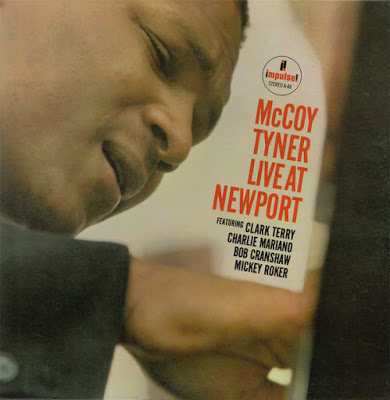 impulse!
STEREO A-48
McCOY
TYNER
LIVE AT
NEWPORT
FEATURING CLARK TERRY
CHARLIE MARIANO
BOB CRANSHAW
MICKEY ROKER